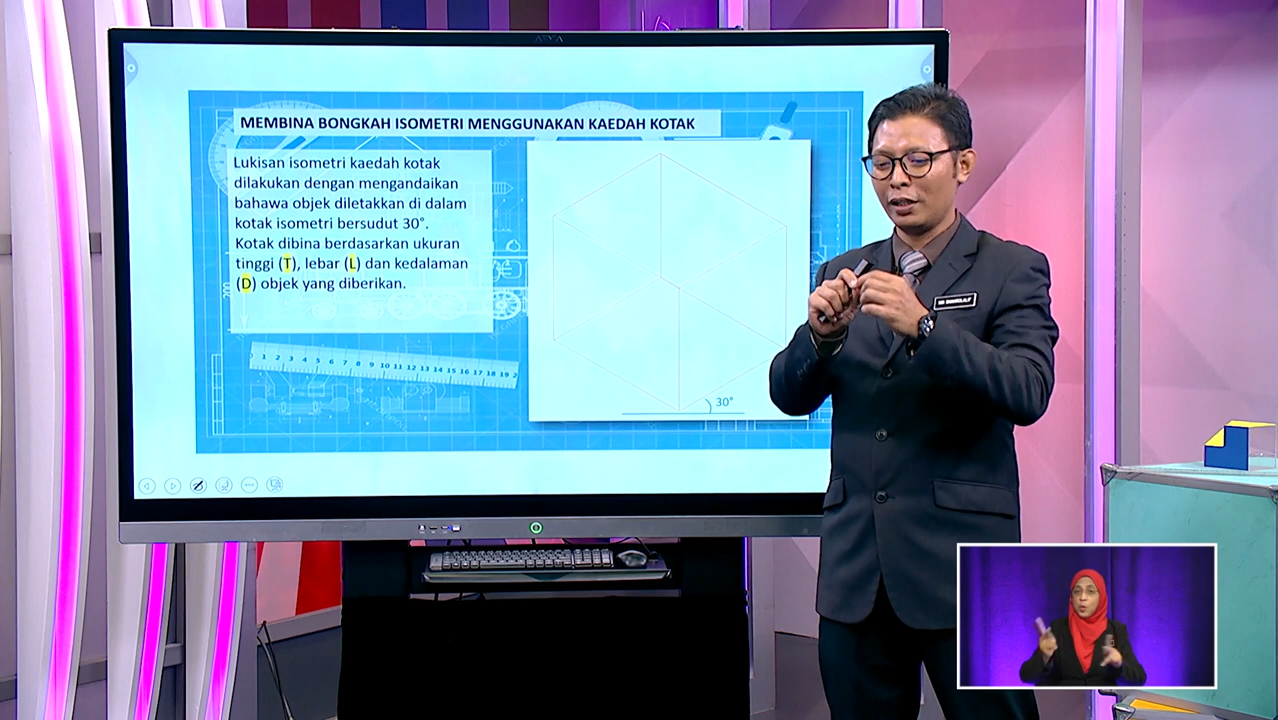 MEMBINA BONGKAH ISOMETRI MENGGUNAKAN KAEDAH KOTAK
Lukisan isometri kaedah kotak
dilakukan dengan mengandaikan
bahawa objek diletakkan di dalam
kotak isometri bersudut 30°.
Kotak dibina berdasarkan ukuran
tinggi (T), lebar (L) dan kedalaman
(D) objek yang diberikan.
1 2 3 4 5 6 7 8 9 10 11 12 13 14 15 16 17 18 19 2
30°